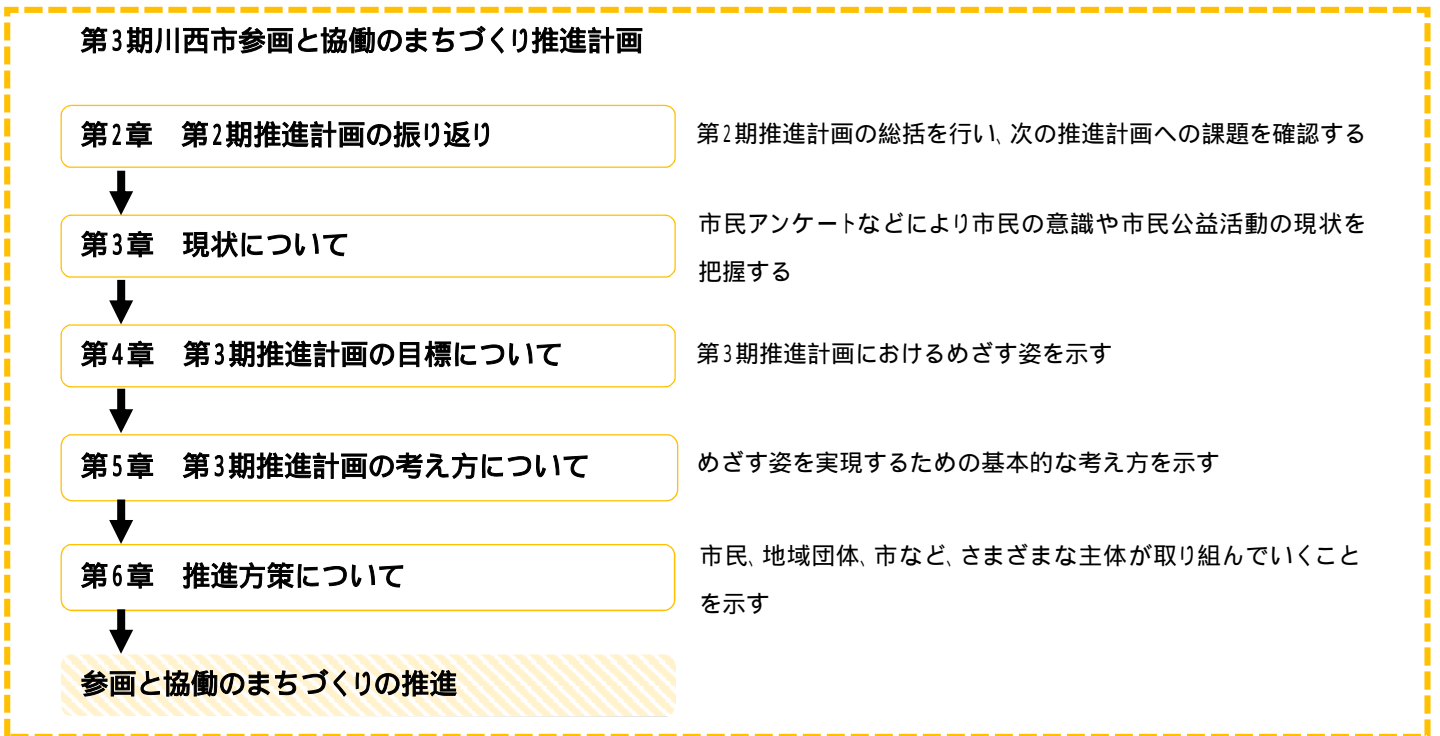 第3期川西市参画と協働のまちづくり推進計画
第2章　第2期推進計画の振り返り
第2期推進計画の総括を行い、次の推進計画への課題を確認する
第3章　現状について
市民アンケートなどにより市民の意識や市民公益活動の現状を
把握する
第4章　第3期推進計画の目標について
第3期推進計画におけるめざす姿を示す
第5章　第3期推進計画の考え方について
めざす姿を実現するための基本的な考え方を示す
第6章　推進方策について
市民、地域団体、市など、さまざまな主体が取り組んでいくこと
を示す
参画と協働のまちづくりの推進